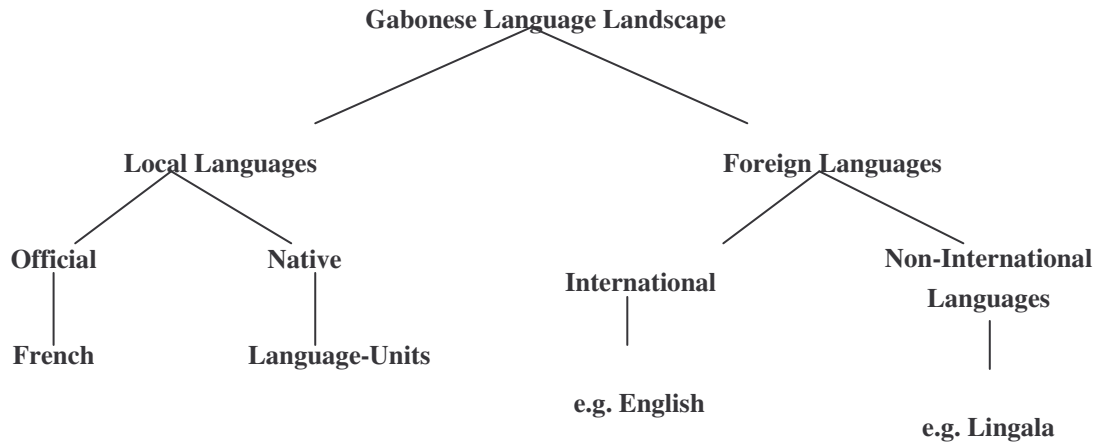 Gabonese Language Landscape
Local Languages
Foreign Languages
Official
Native
International
Non-International
Languages
French
Language-Units
e.g. English
e.g. Lingala